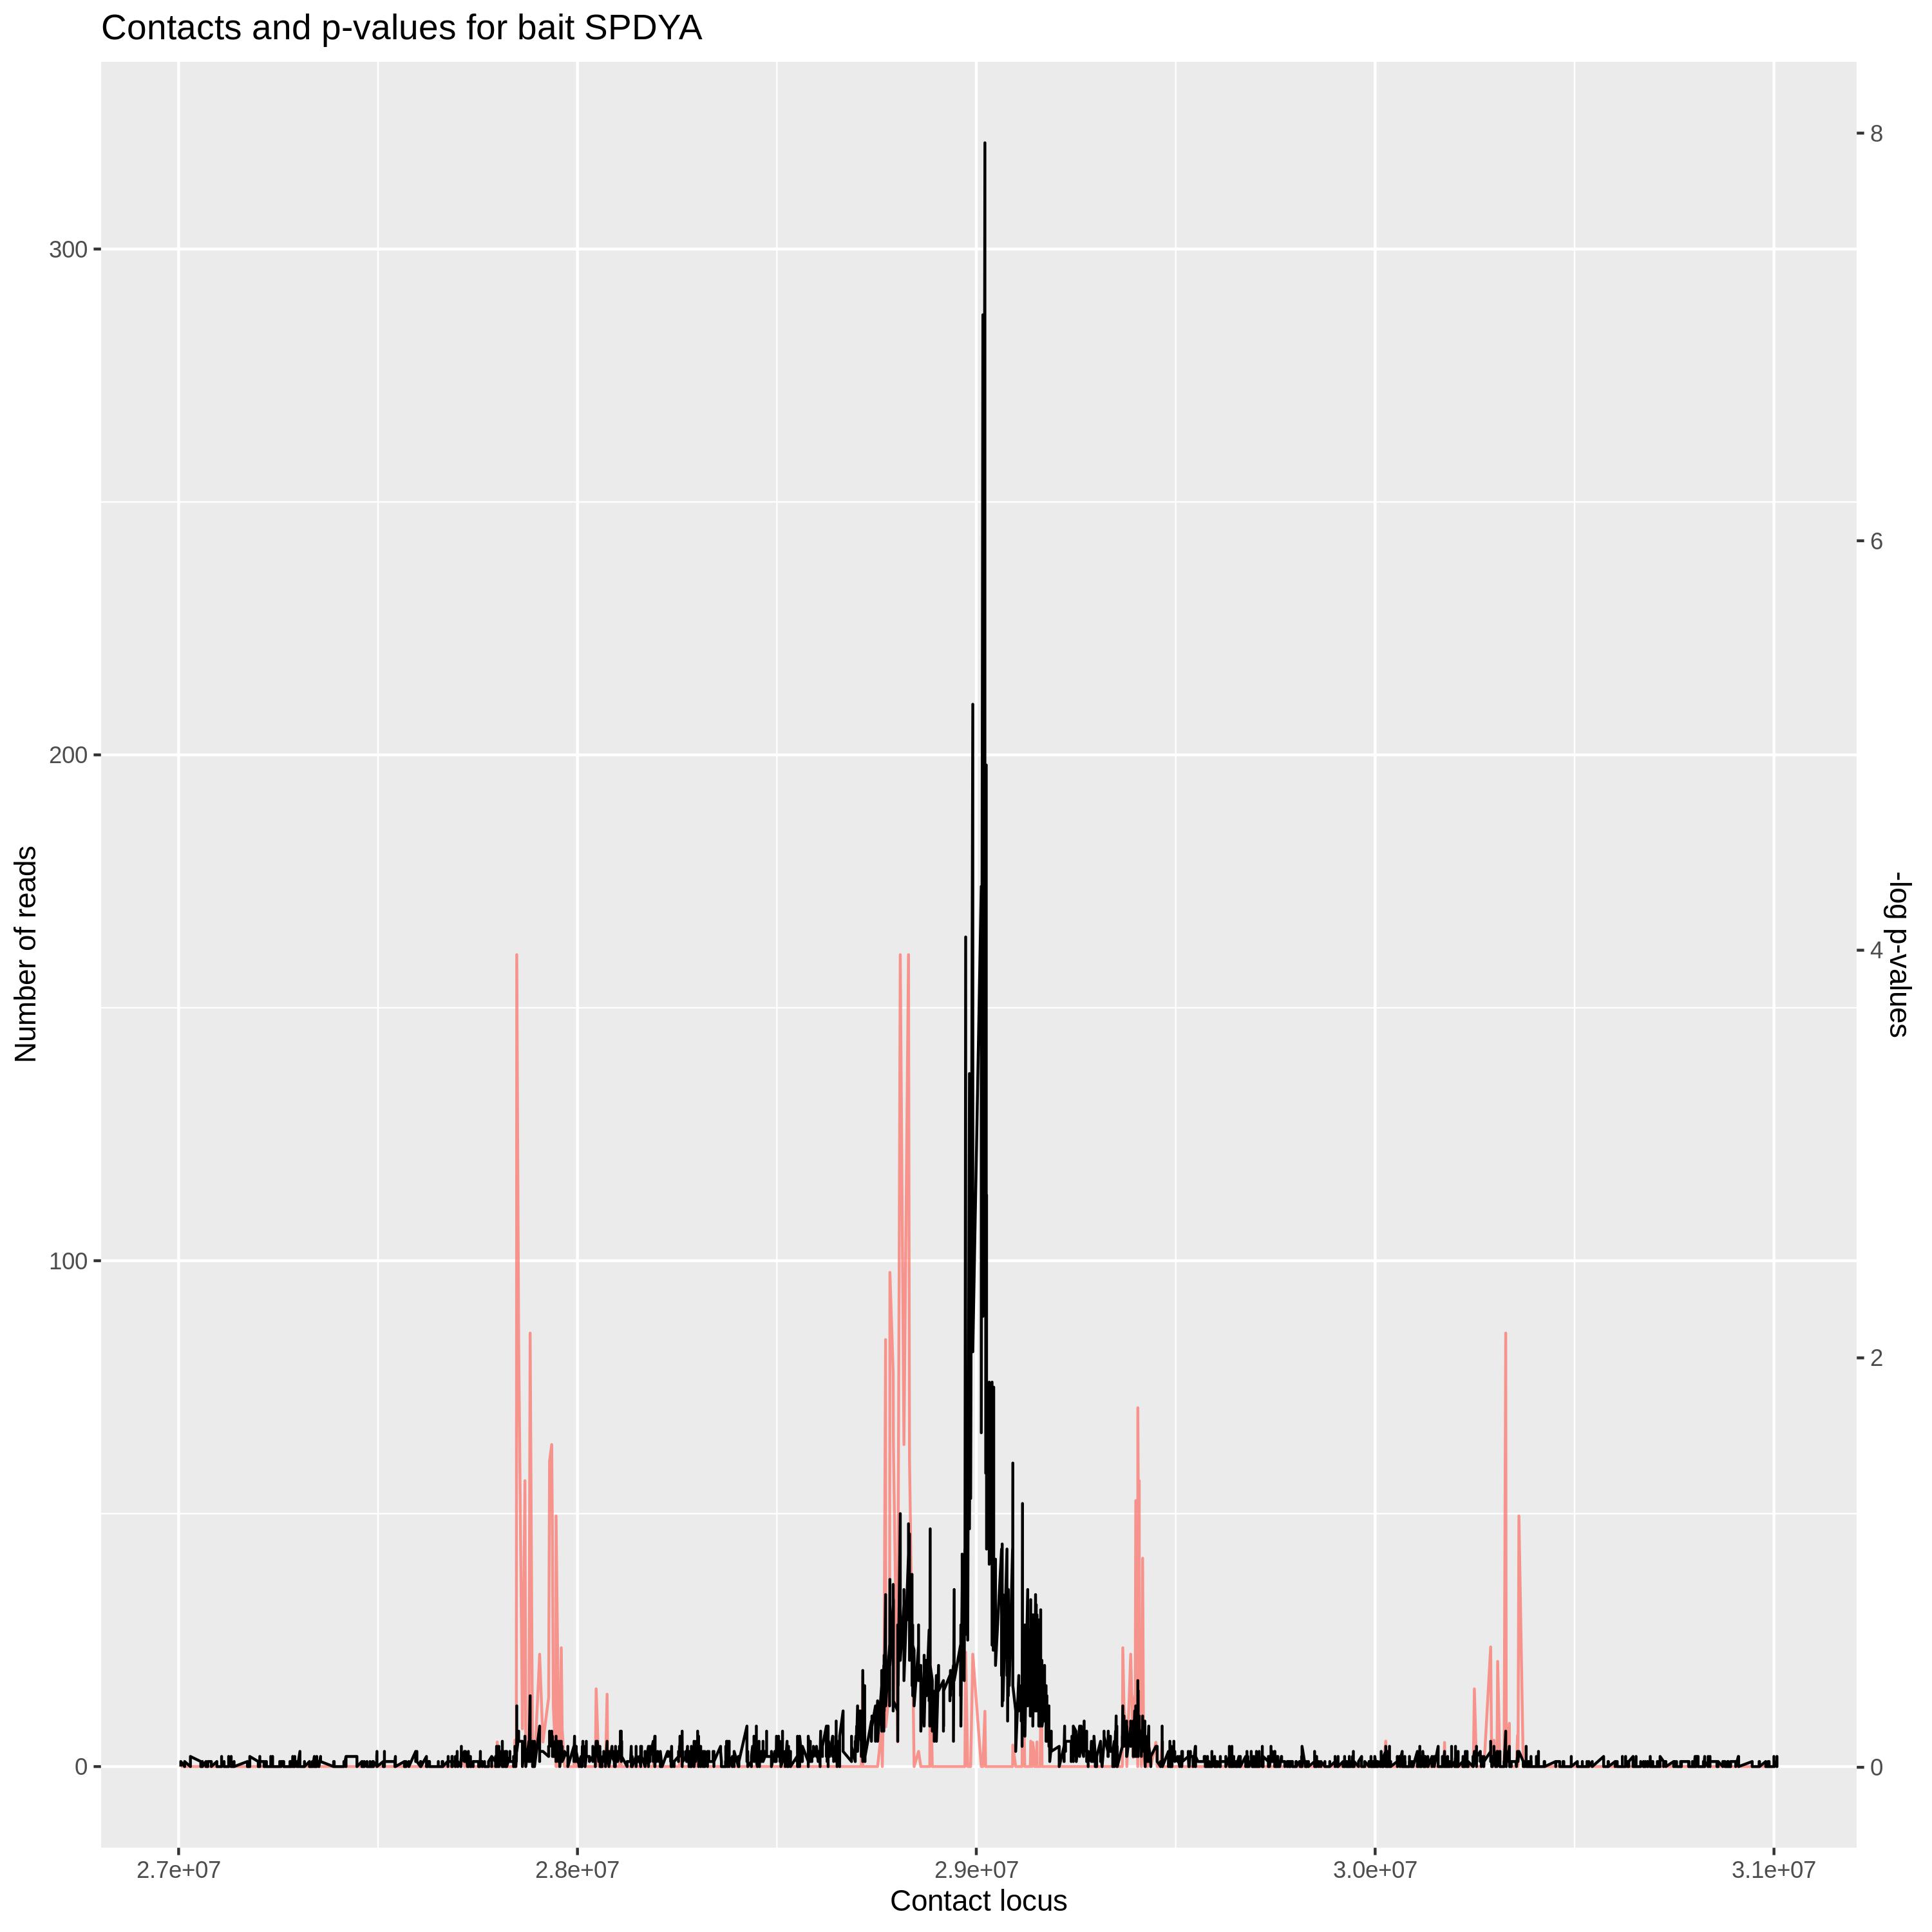 Contacts and p-values for bait SPDYA
300
200
100
0
Number of reads
8
6
4
2
0
-log p-values
2.7e+07
2.8e+07
2.9e+07
3.0e+07
3.1e+07
Contact locus